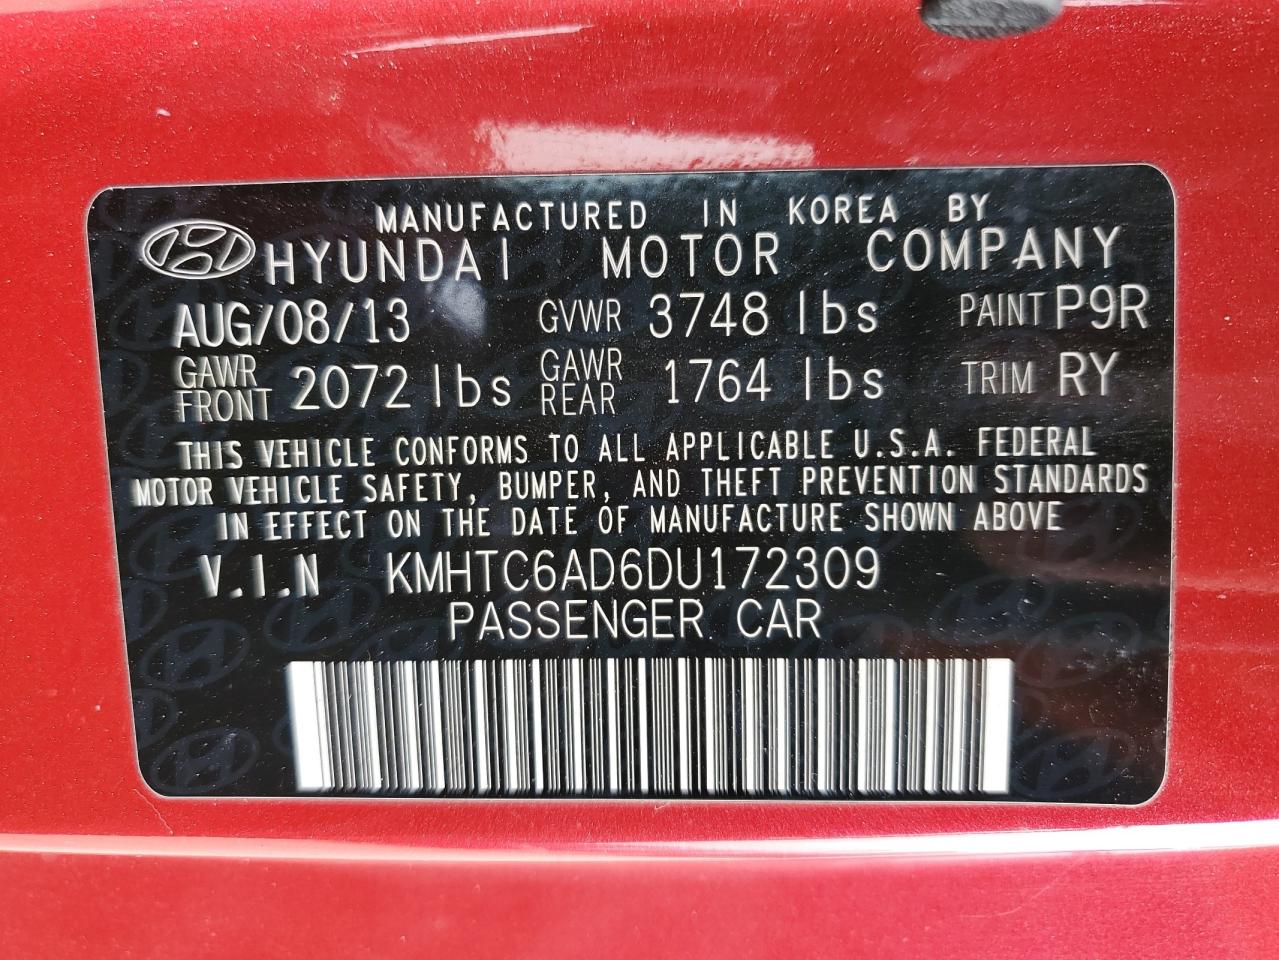 MANUFACTURED IN KOREA BY
HYUNDAI MOTOR COMPANY
AUG/08/13 GVWR 3748 lbs PAINT P9R
GAWR FRONT 2072 lbs GAWR REAR 1764 lbs TRIM RY
THIS VEHICLE CONFORMS TO ALL APPLICABLE U.S.A. FEDERAL
MOTOR VEHICLE SAFETY, BUMPER, AND THEFT PREVENTION STANDARDS
IN EFFECT ON THE DATE OF MANUFACTURE SHOWN ABOVE
V.I.N KMHTC6AD6DU172309
PASSENGER CAR